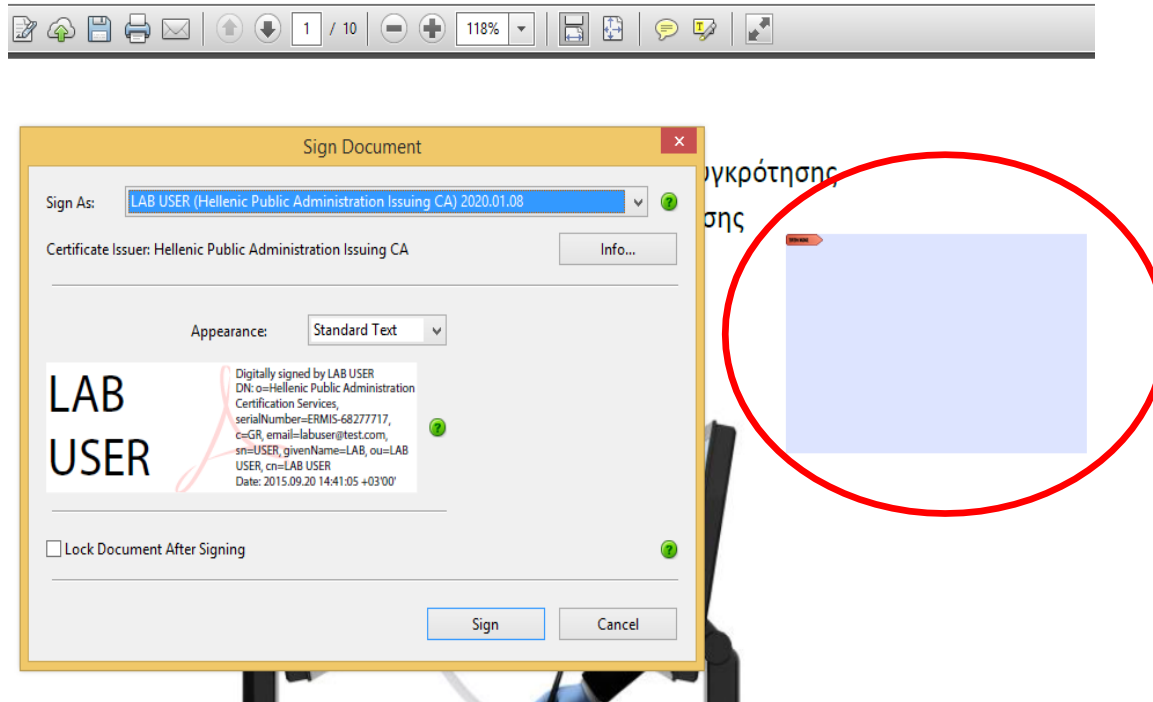 1 / 10 118%
Sign Document
Sign As: LAB USER (Hellenic Public Administration Issuing CA) 2020.01.08
Certificate Issuer: Hellenic Public Administration Issuing CA
Info...
Appearance: Standard Text
LAB
USER
Digitally signed by LAB USER
DN: o=Hellenic Public Administration
Certification Services,
serialNumber=ERMIS-68277717,
c=GR, email=labuser@test.com,
sn=USER, givenName=LAB, ou=LAB
USER, cn=LAB USER
Date: 2015.09.20 14:41:05 +03'00'
Lock Document After Signing
Sign Cancel